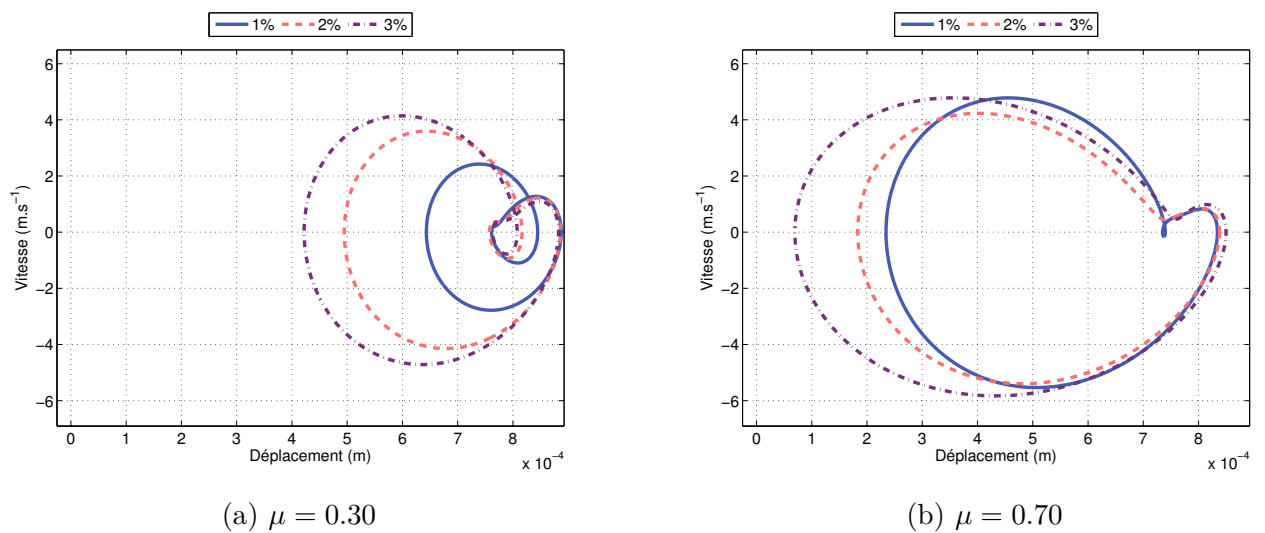 1% 2% 3%
6
4
2
0
−2
−4
−6
Vitesse (m.s⁻¹)
0 1 2 3 4 5 6 7 8
Déplacement (m)
x 10⁻⁴
(a) μ = 0.30
1% 2% 3%
6
4
2
0
−2
−4
−6
Vitesse (m.s⁻¹)
0 1 2 3 4 5 6 7 8
Déplacement (m)
x 10⁻⁴
(b) μ = 0.70